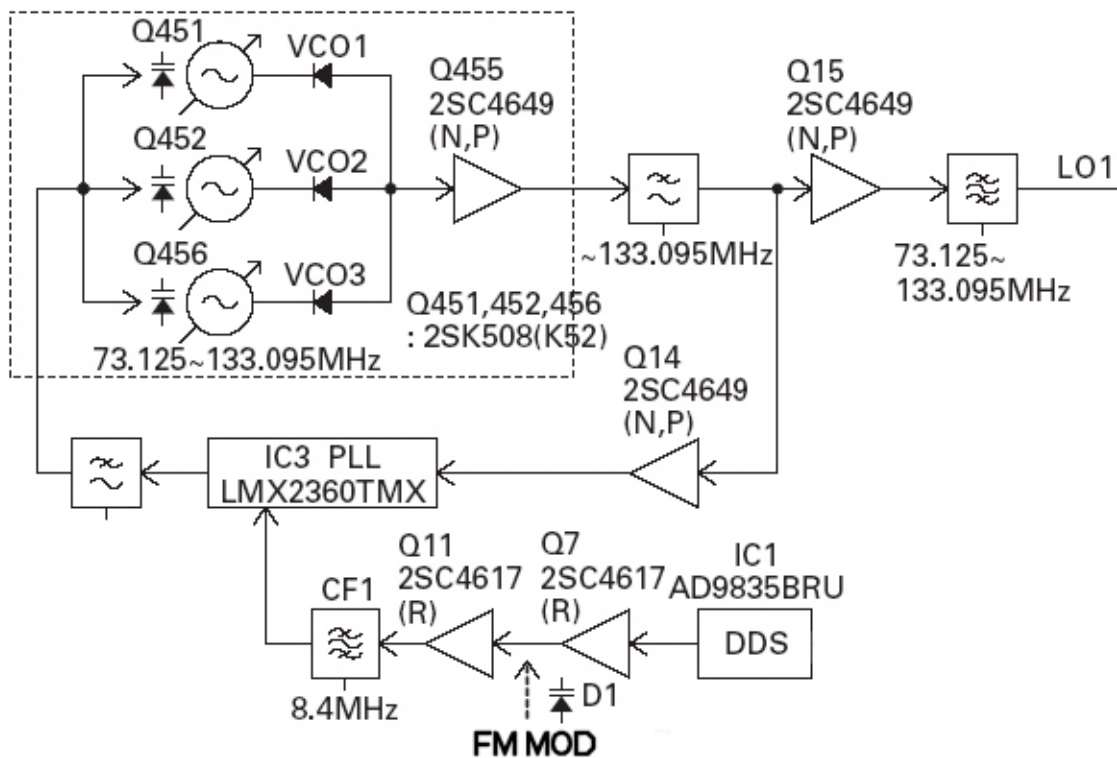 Q451
VCO1
Q455
2SC4649
(N,P)
Q15
2SC4649
(N,P)
Q452
VCO2
LO1
Q456
VCO3
~133.095MHz
73.125~
133.095MHz
Q451,452,456
: 2SK508(K52)
73.125~133.095MHz
Q14
2SC4649
(N,P)
IC3 PLL
LMX2360TMX
Q11
2SC4617
(R)
Q7
2SC4617
(R)
IC1
AD9835BRU
CF1
DDS
8.4MHz
D1
FM MOD